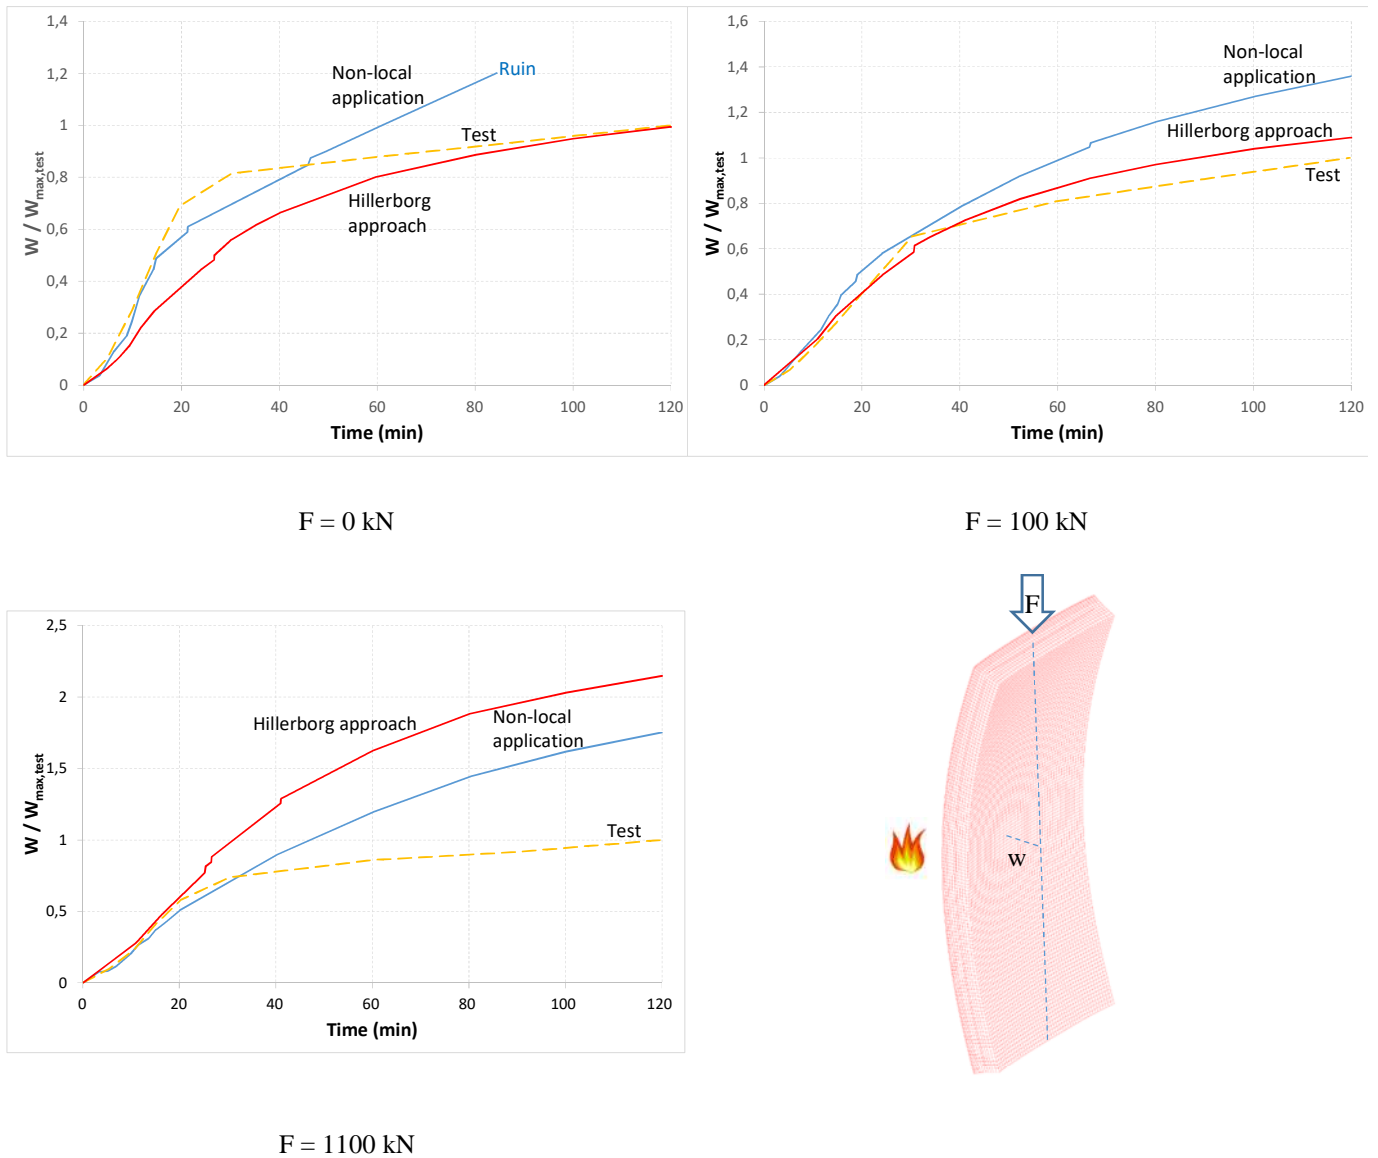 1,4
1,2
1
0,8
0,6
0,4
0,2
0
W / Wmax,test
Non-local
application
Ruin
Test
Hillerborg
approach
0 20 40 60 80 100 120
Time (min)
F = 0 kN
1,6
1,4
1,2
1
0,8
0,6
0,4
0,2
0
W / Wmax,test
Non-local
application
Hillerborg approach
Test
0 20 40 60 80 100 120
Time (min)
F = 100 kN
2,5
2
1,5
1
0,5
0
W / Wmax,test
Hillerborg approach
Non-local
application
Test
0 20 40 60 80 100 120
Time (min)
F = 1100 kN
F
w